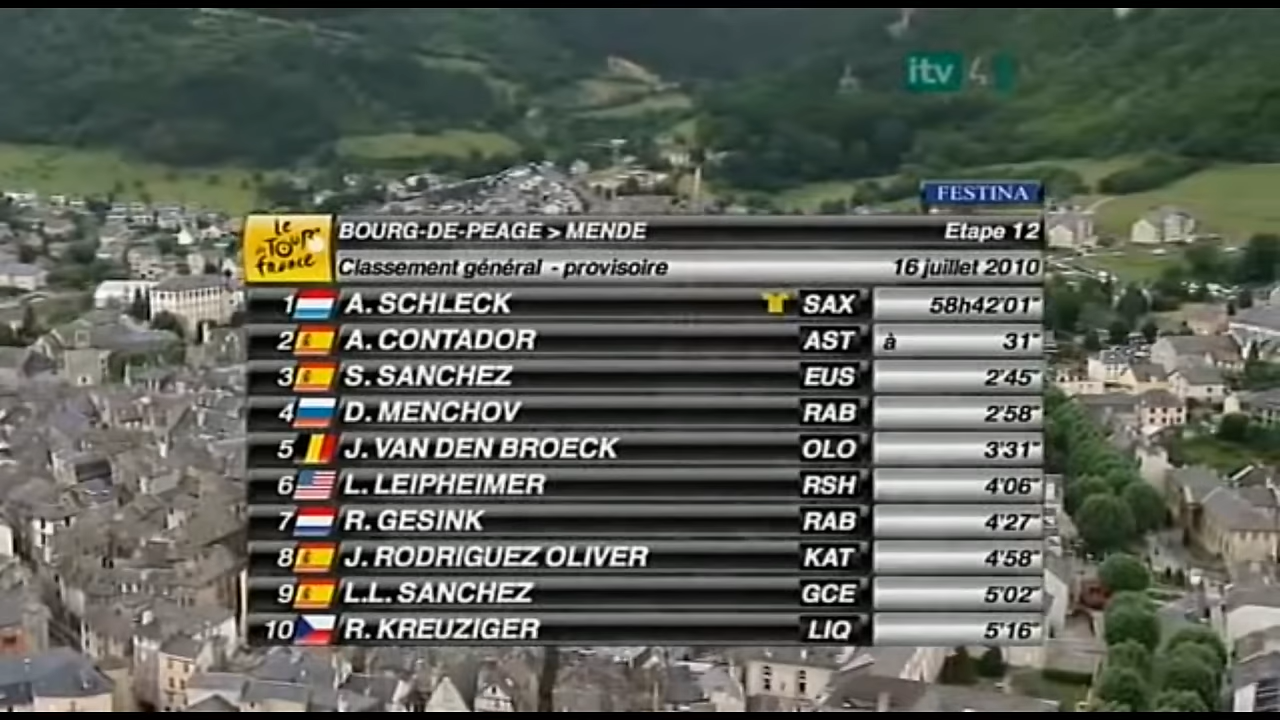 itv 4
FESTINA
le
TOUR
de
france
BOURG-DE-PEAGE > MENDE Etape 12
Classement général - provisoire 16 juillet 2010
1 A. SCHLECK SAX 58h42'01"
2 A. CONTADOR AST à 31"
3 S. SANCHEZ EUS 2'45"
4 D. MENCHOV RAB 2'58"
5 J. VAN DEN BROECK OLO 3'31"
6 L. LEIPHEIMER RSH 4'06"
7 R. GESINK RAB 4'27"
8 J. RODRIGUEZ OLIVER KAT 4'58"
9 L.L. SANCHEZ GCE 5'02"
10 R. KREUZIGER LIQ 5'16"